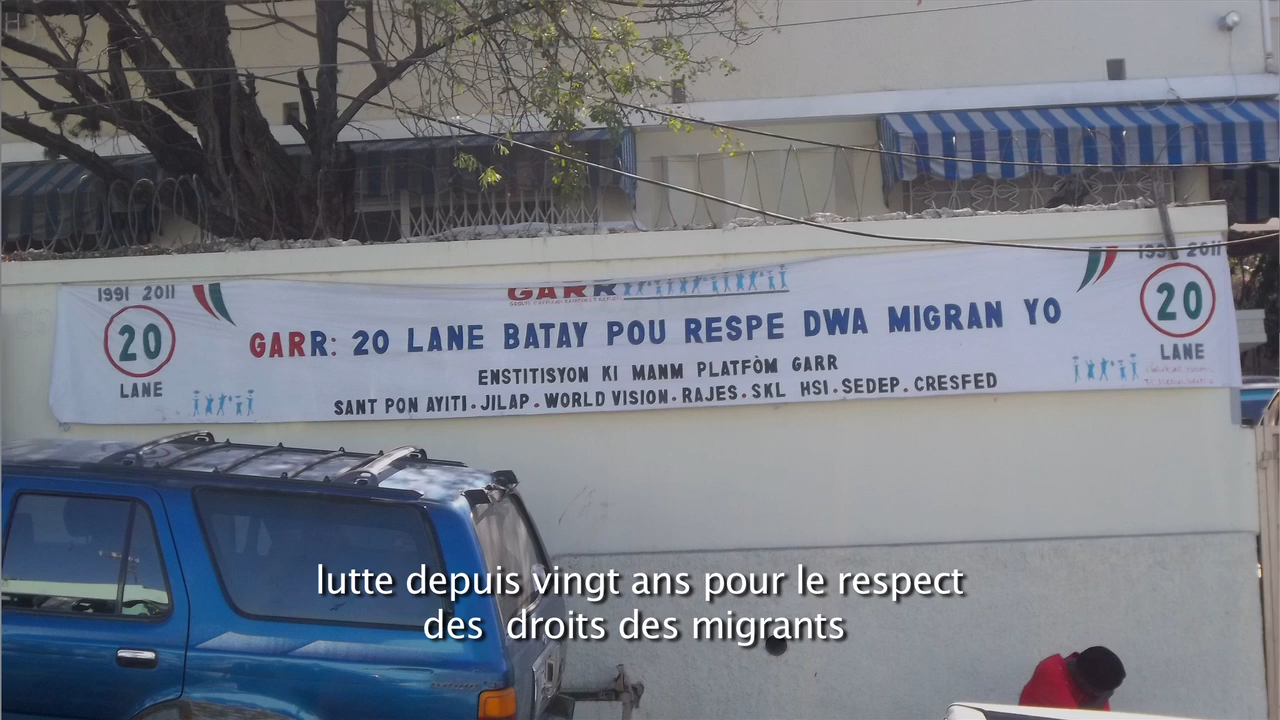 1991 2011
20
LANE
GARR
GARR: 20 LANE BATAY POU RESPE DWA MIGRAN YO
ENSTITISYON KI MANM PLATFÒM GARR
SANT PON AYITI. JILAP. WORLD VISION. RAJES. SKL HSI. SEDEP. CRESFED
1991 2011
20
LANE
lutte depuis vingt ans pour le respect
des droits des migrants